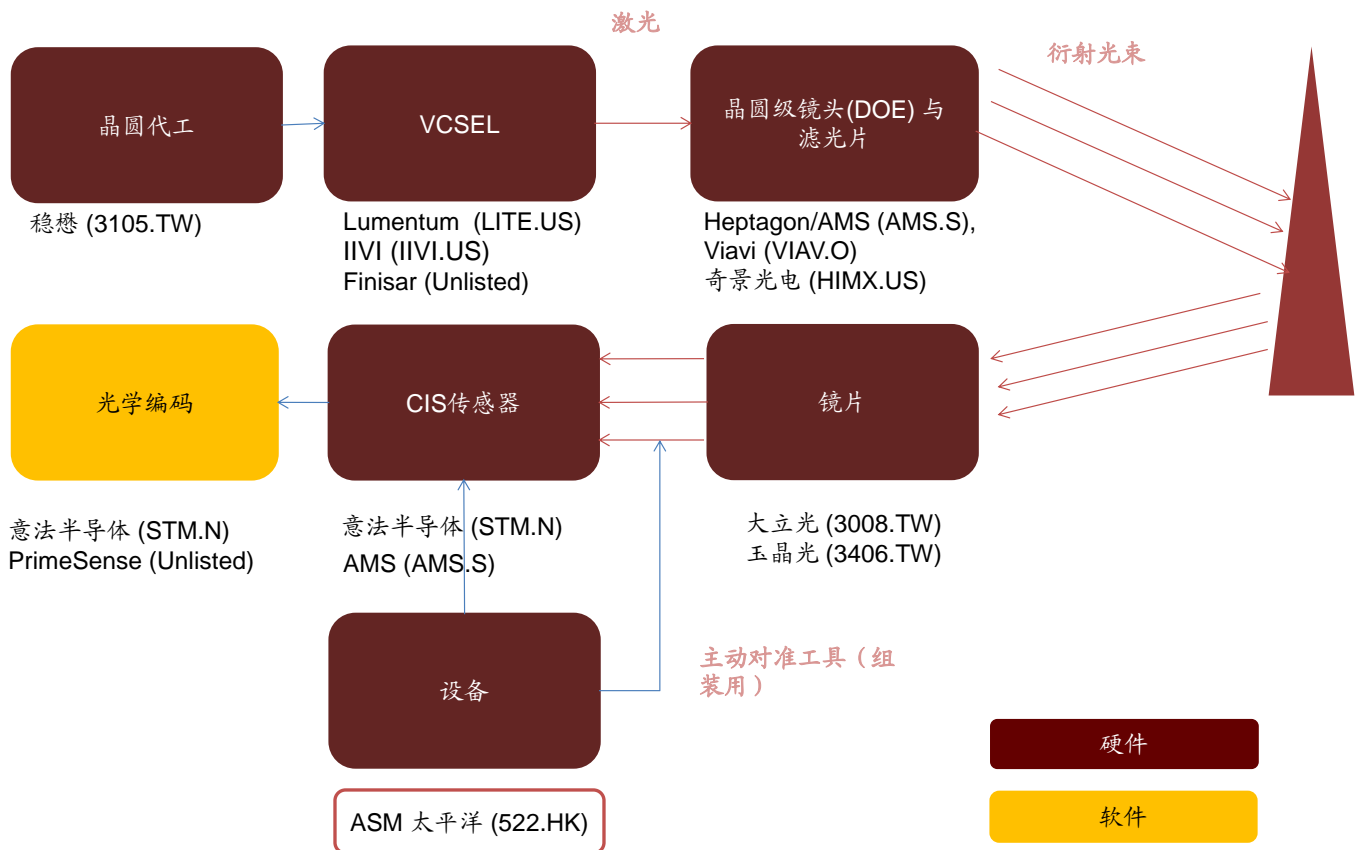 激光
衍射光束
晶圆代工
VCSEL
晶圆级镜头(DOE) 与
滤光片
稳懋 (3105.TW)
Lumentum  (LITE.US)
IIVI (IIVI.US)
Finisar (Unlisted)
Heptagon/AMS (AMS.S),
Viavi (VIAV.O)
奇景光电 (HIMX.US)
光学编码
CIS传感器
镜片
意法半导体 (STM.N)
PrimeSense (Unlisted)
意法半导体 (STM.N)
AMS (AMS.S)
大立光 (3008.TW)
玉晶光 (3406.TW)
设备
主动对准工具（组
装用）
ASM 太平洋 (522.HK)
硬件
软件